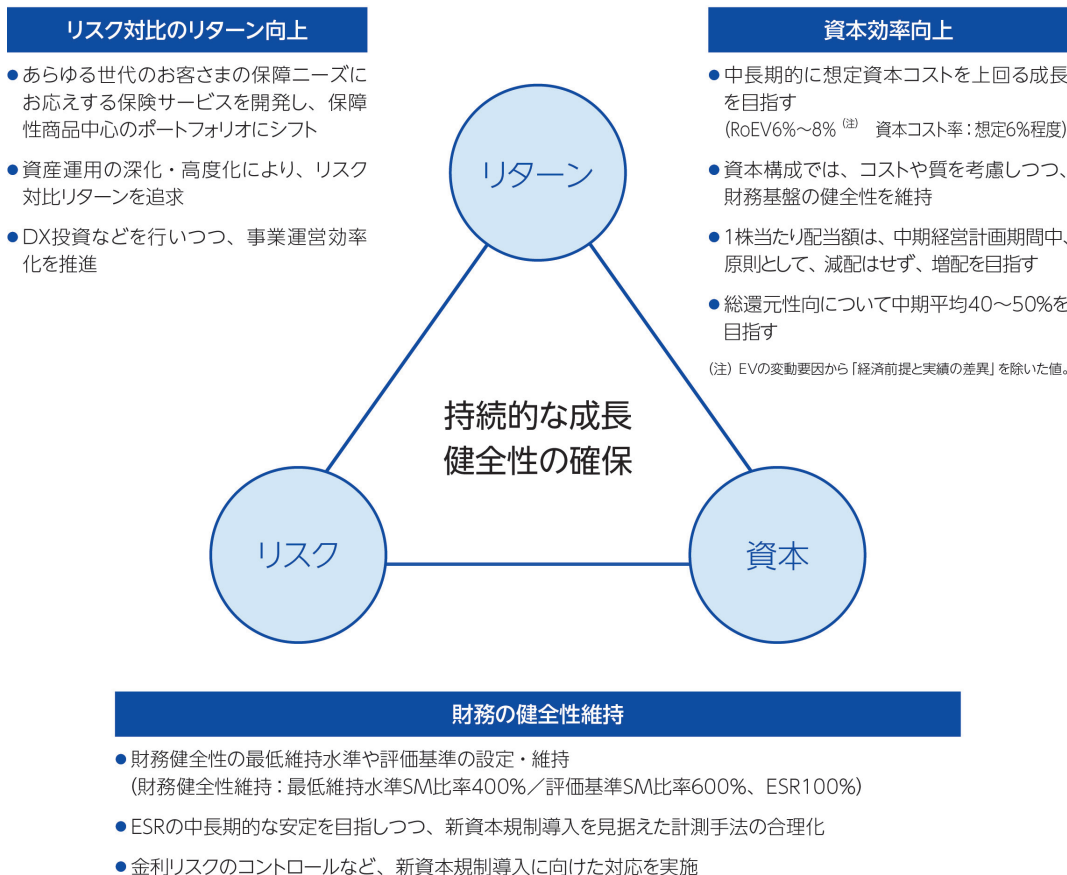 リスク対比のリターン向上
●あらゆる世代のお客さまの保障ニーズに
お応えする保険サービスを開発し、保障
性商品中心のポートフォリオにシフト
●資産運用の深化・高度化により、リスク
対比リターンを追求
●DX投資などを行いつつ、事業運営効率
化を推進
資本効率向上
●中長期的に想定資本コストを上回る成長
を目指す
(RoEV6%～8% (注) 資本コスト率：想定6%程度)
●資本構成では、コストや質を考慮しつつ、
財務基盤の健全性を維持
●1株当たり配当額は、中期経営計画期間中、
原則として、減配はせず、増配を目指す
●総還元性向について中期平均40～50%を
目指す
(注) EVの変動要因から「経済前提と実績の差異」を除いた値。
リターン
持続的な成長
健全性の確保
リスク
資本
財務の健全性維持
●財務健全性の最低維持水準や評価基準の設定・維持
(財務健全性維持：最低維持水準SM比率400%／評価基準SM比率600%、ESR100%)
●ESRの中長期的な安定を目指しつつ、新資本規制導入を見据えた計測手法の合理化
●金利リスクのコントロールなど、新資本規制導入に向けた対応を実施